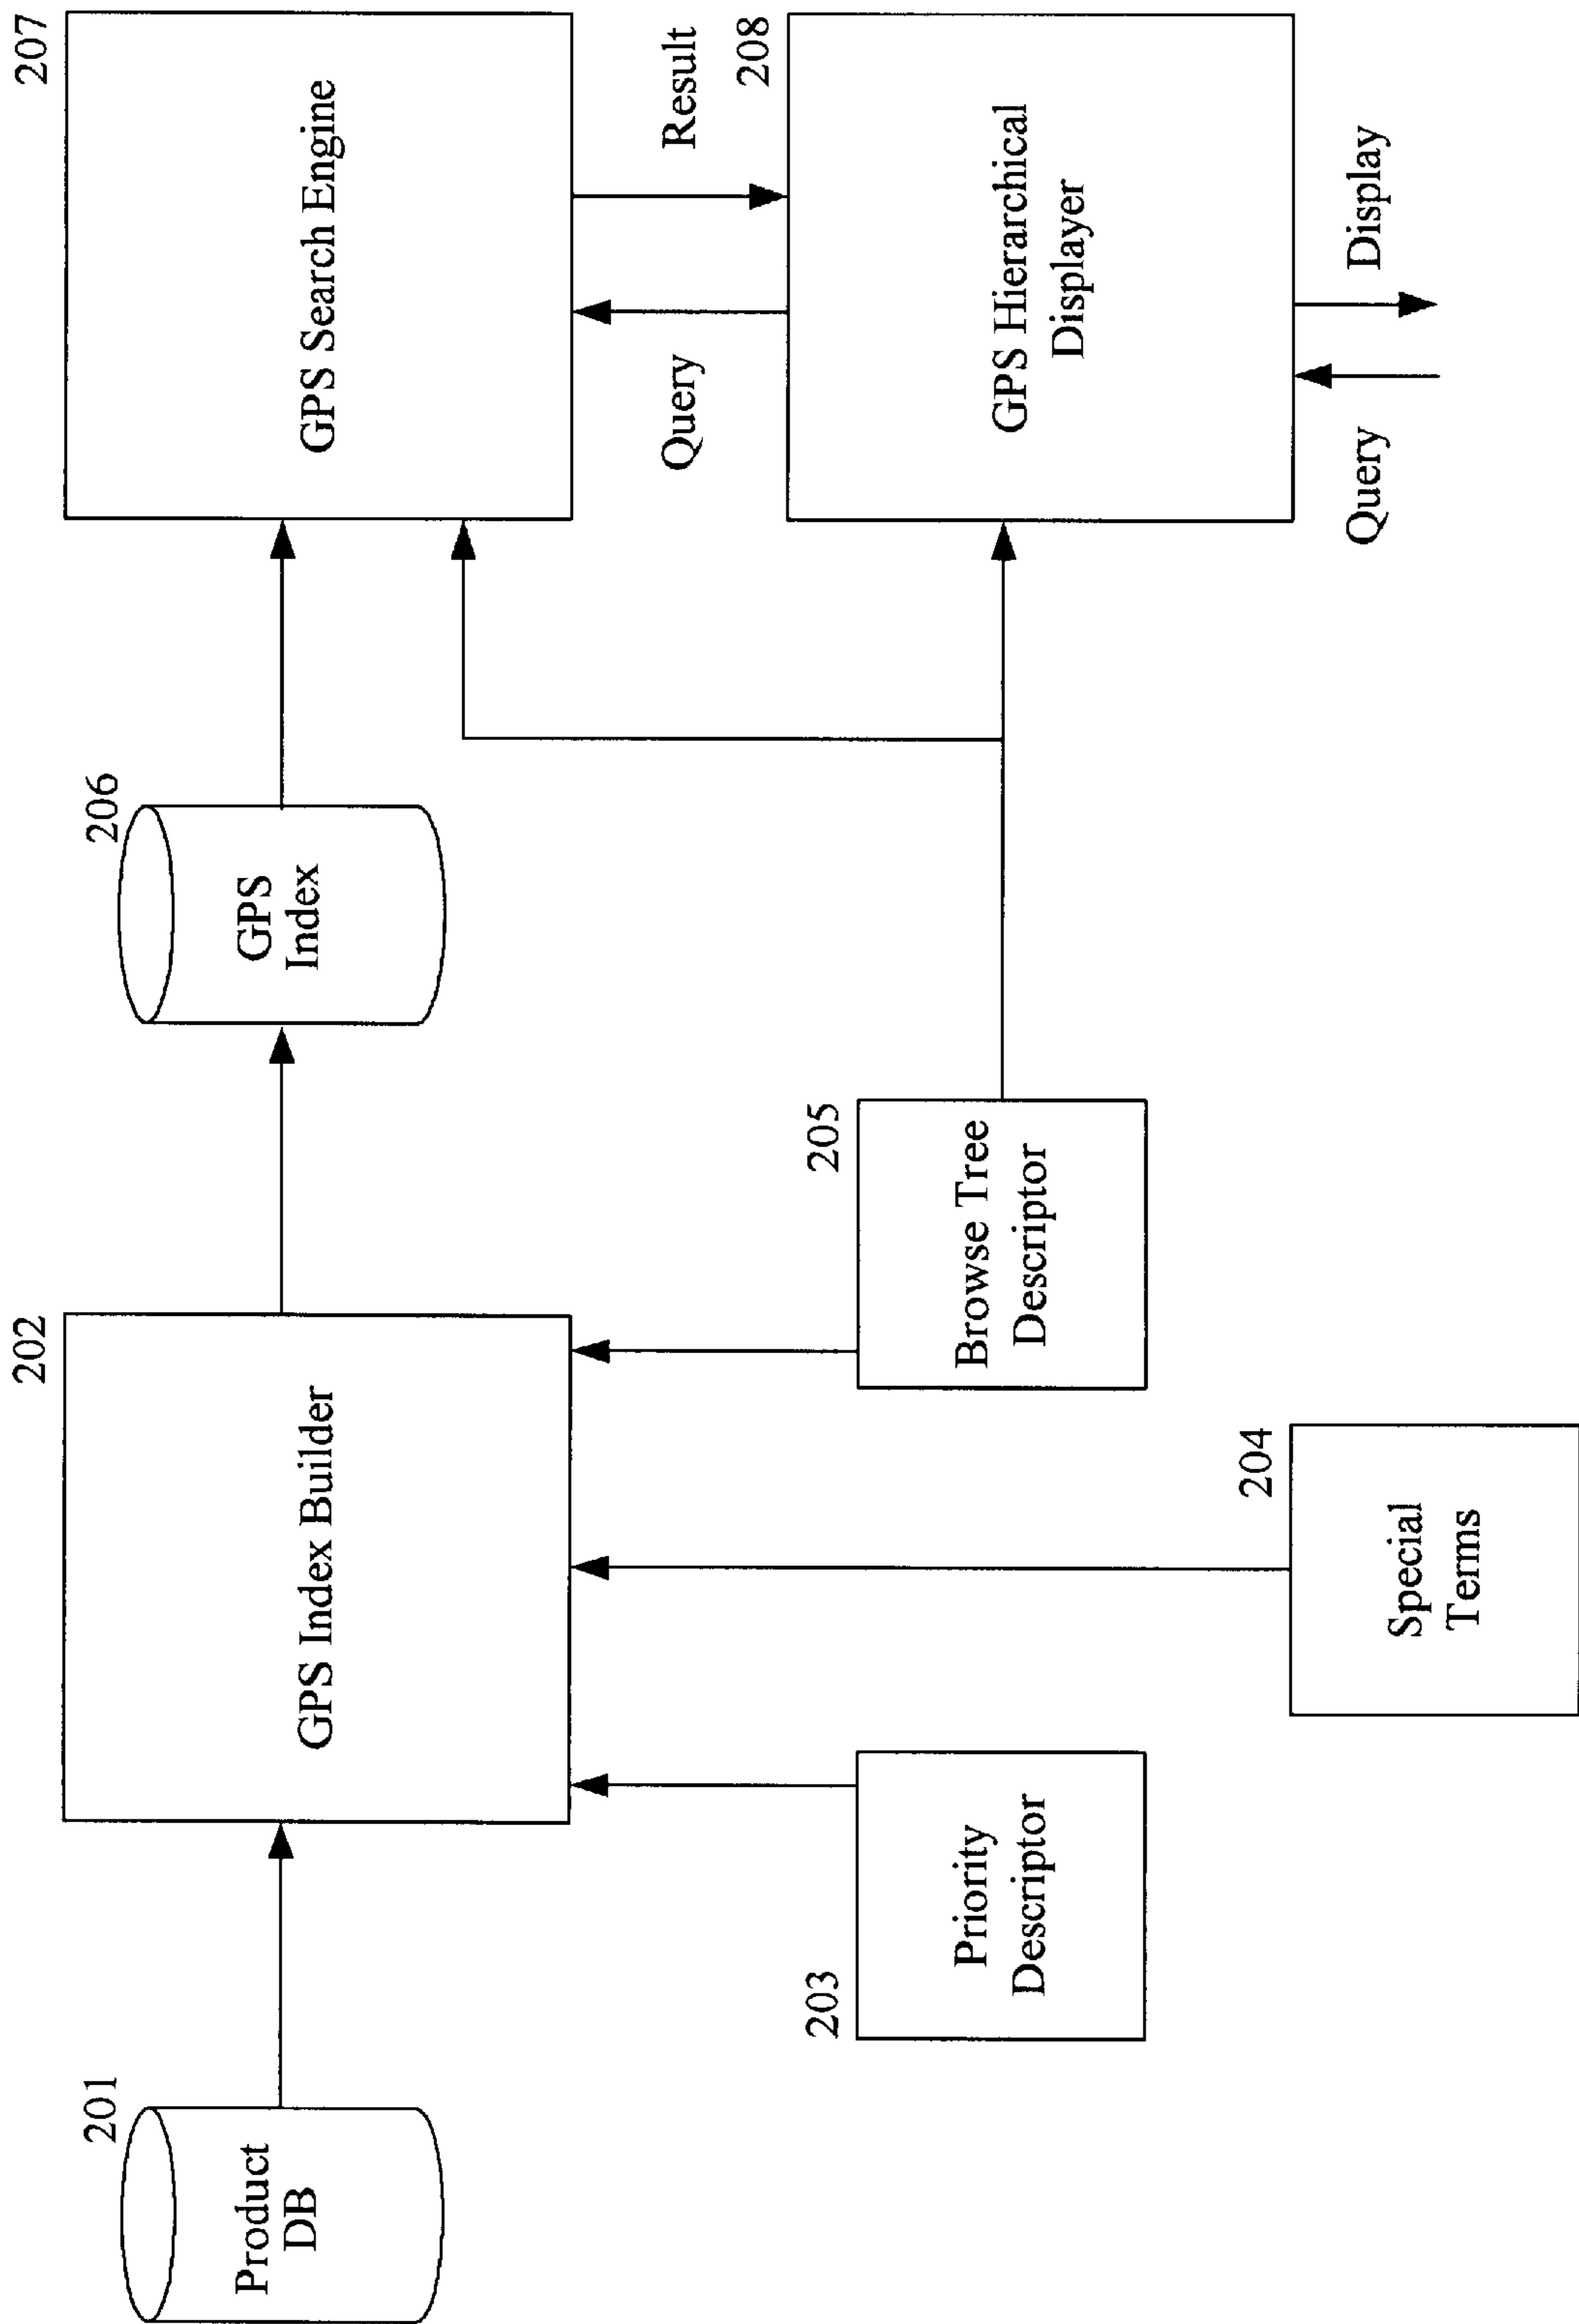 201
Product
DB
202
GPS Index Builder
203
Priority
Descriptor
204
Special
Terms
205
Browse Tree
Descriptor
206
GPS
Index
207
GPS Search Engine
Query
Result
208
GPS Hierarchical
Displayer
Query
Display